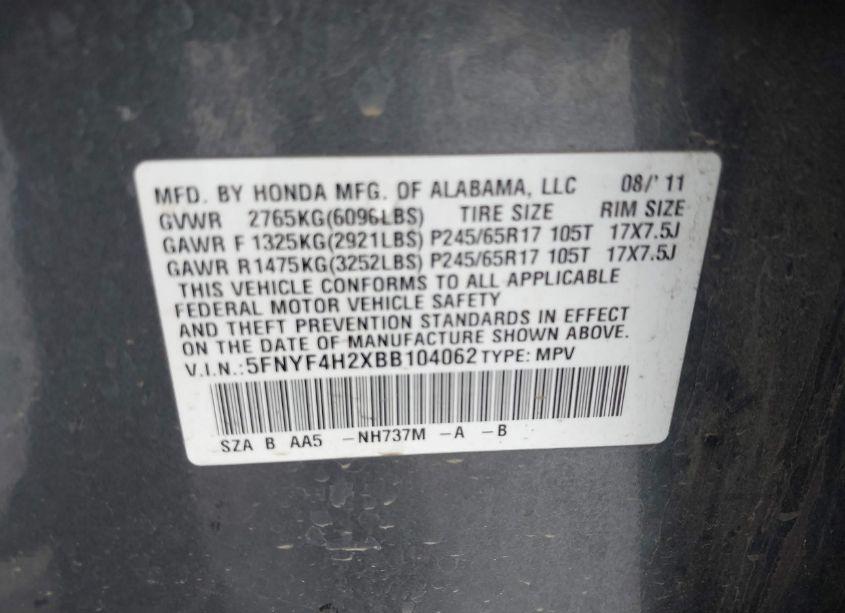 MFD. BY HONDA MFG. OF ALABAMA, LLC 08/' 11
GVWR 2765KG(6096LBS) TIRE SIZE RIM SIZE
GAWR F 1325KG(2921LBS) P245/65R17 105T 17X7.5J
GAWR R1475KG(3252LBS) P245/65R17 105T 17X7.5J
THIS VEHICLE CONFORMS TO ALL APPLICABLE
FEDERAL MOTOR VEHICLE SAFETY
AND THEFT PREVENTION STANDARDS IN EFFECT
ON THE DATE OF MANUFACTURE SHOWN ABOVE.
V.I.N.:5FNYF4H2XBB104062 TYPE: MPV
SZA B AA5 -NH737M -A -B